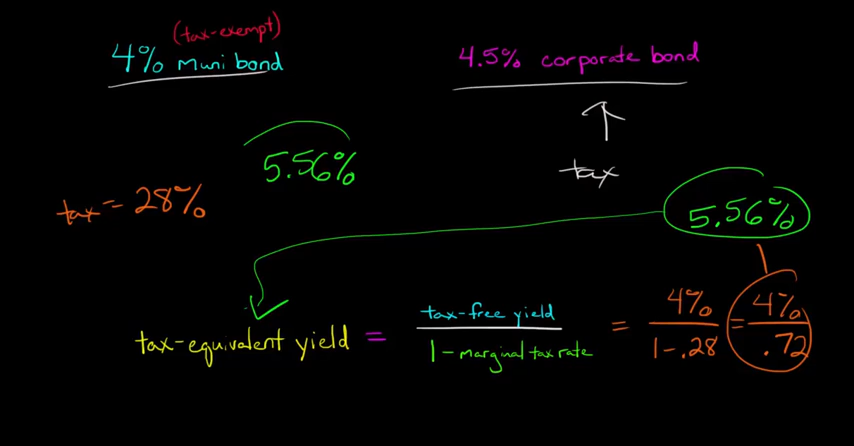 (tax-exempt)
4% Muni bond
4.5% corporate bond
tax
5.56%
tax = 28%
5.56%
tax-equivalent yield = tax-free yield / 1 - marginal tax rate = 4% / 1 - .28 = 4% / .72